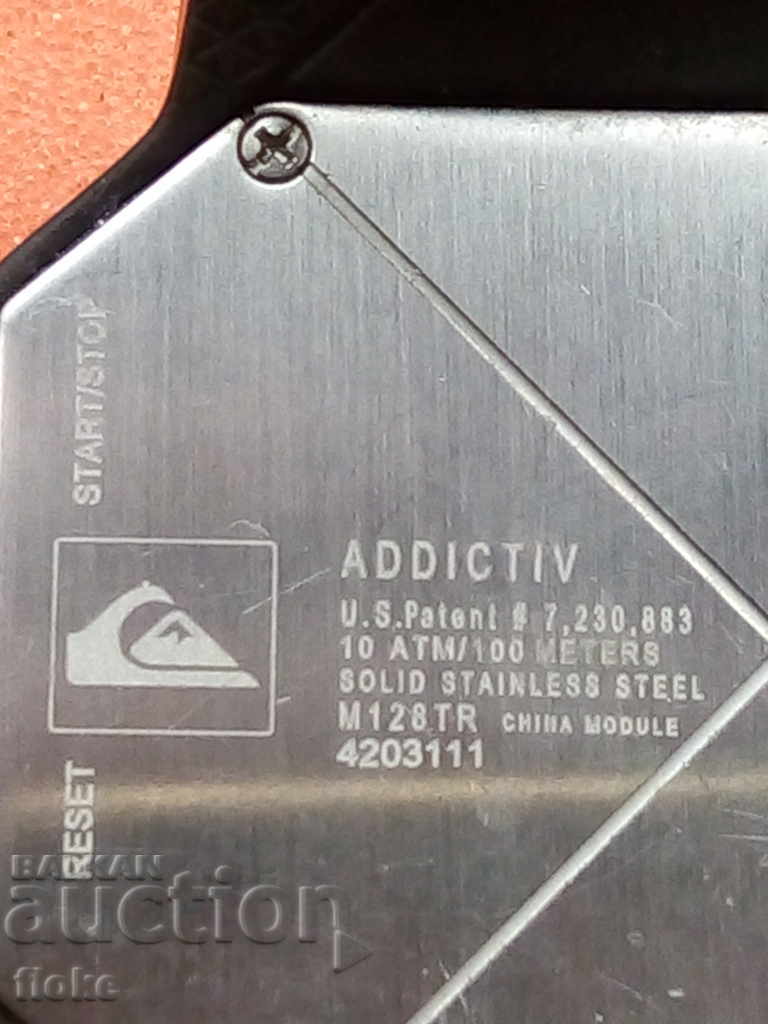 START/STOP
ADDICTIV
U.S.Patent # 7,230,883
10 ATM/100 METERS
SOLID STAINLESS STEEL
M128TR CHINA MODULE
4203111
RESET
BALKAN
auction
fioke